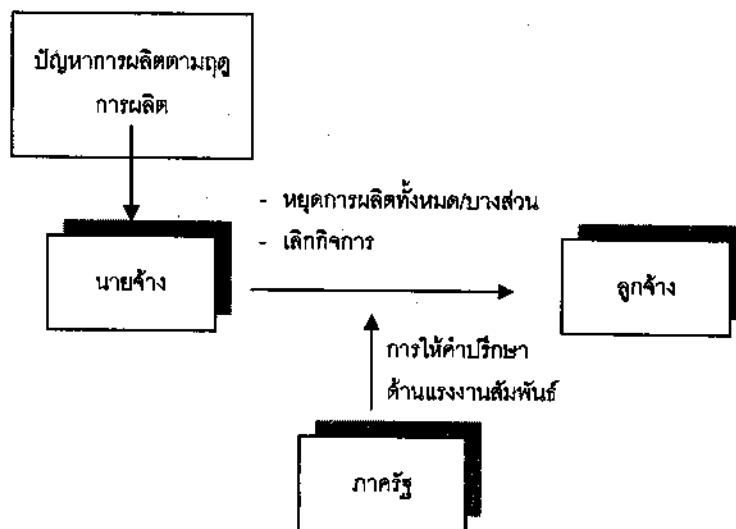 ปัญหาการผลิตตามฤดู
การผลิต
- หยุดการผลิตทั้งหมด/บางส่วน
- เลิกกิจการ
นายจ้าง
ลูกจ้าง
การให้คำปรึกษา
ด้านแรงงานสัมพันธ์
ภาครัฐ